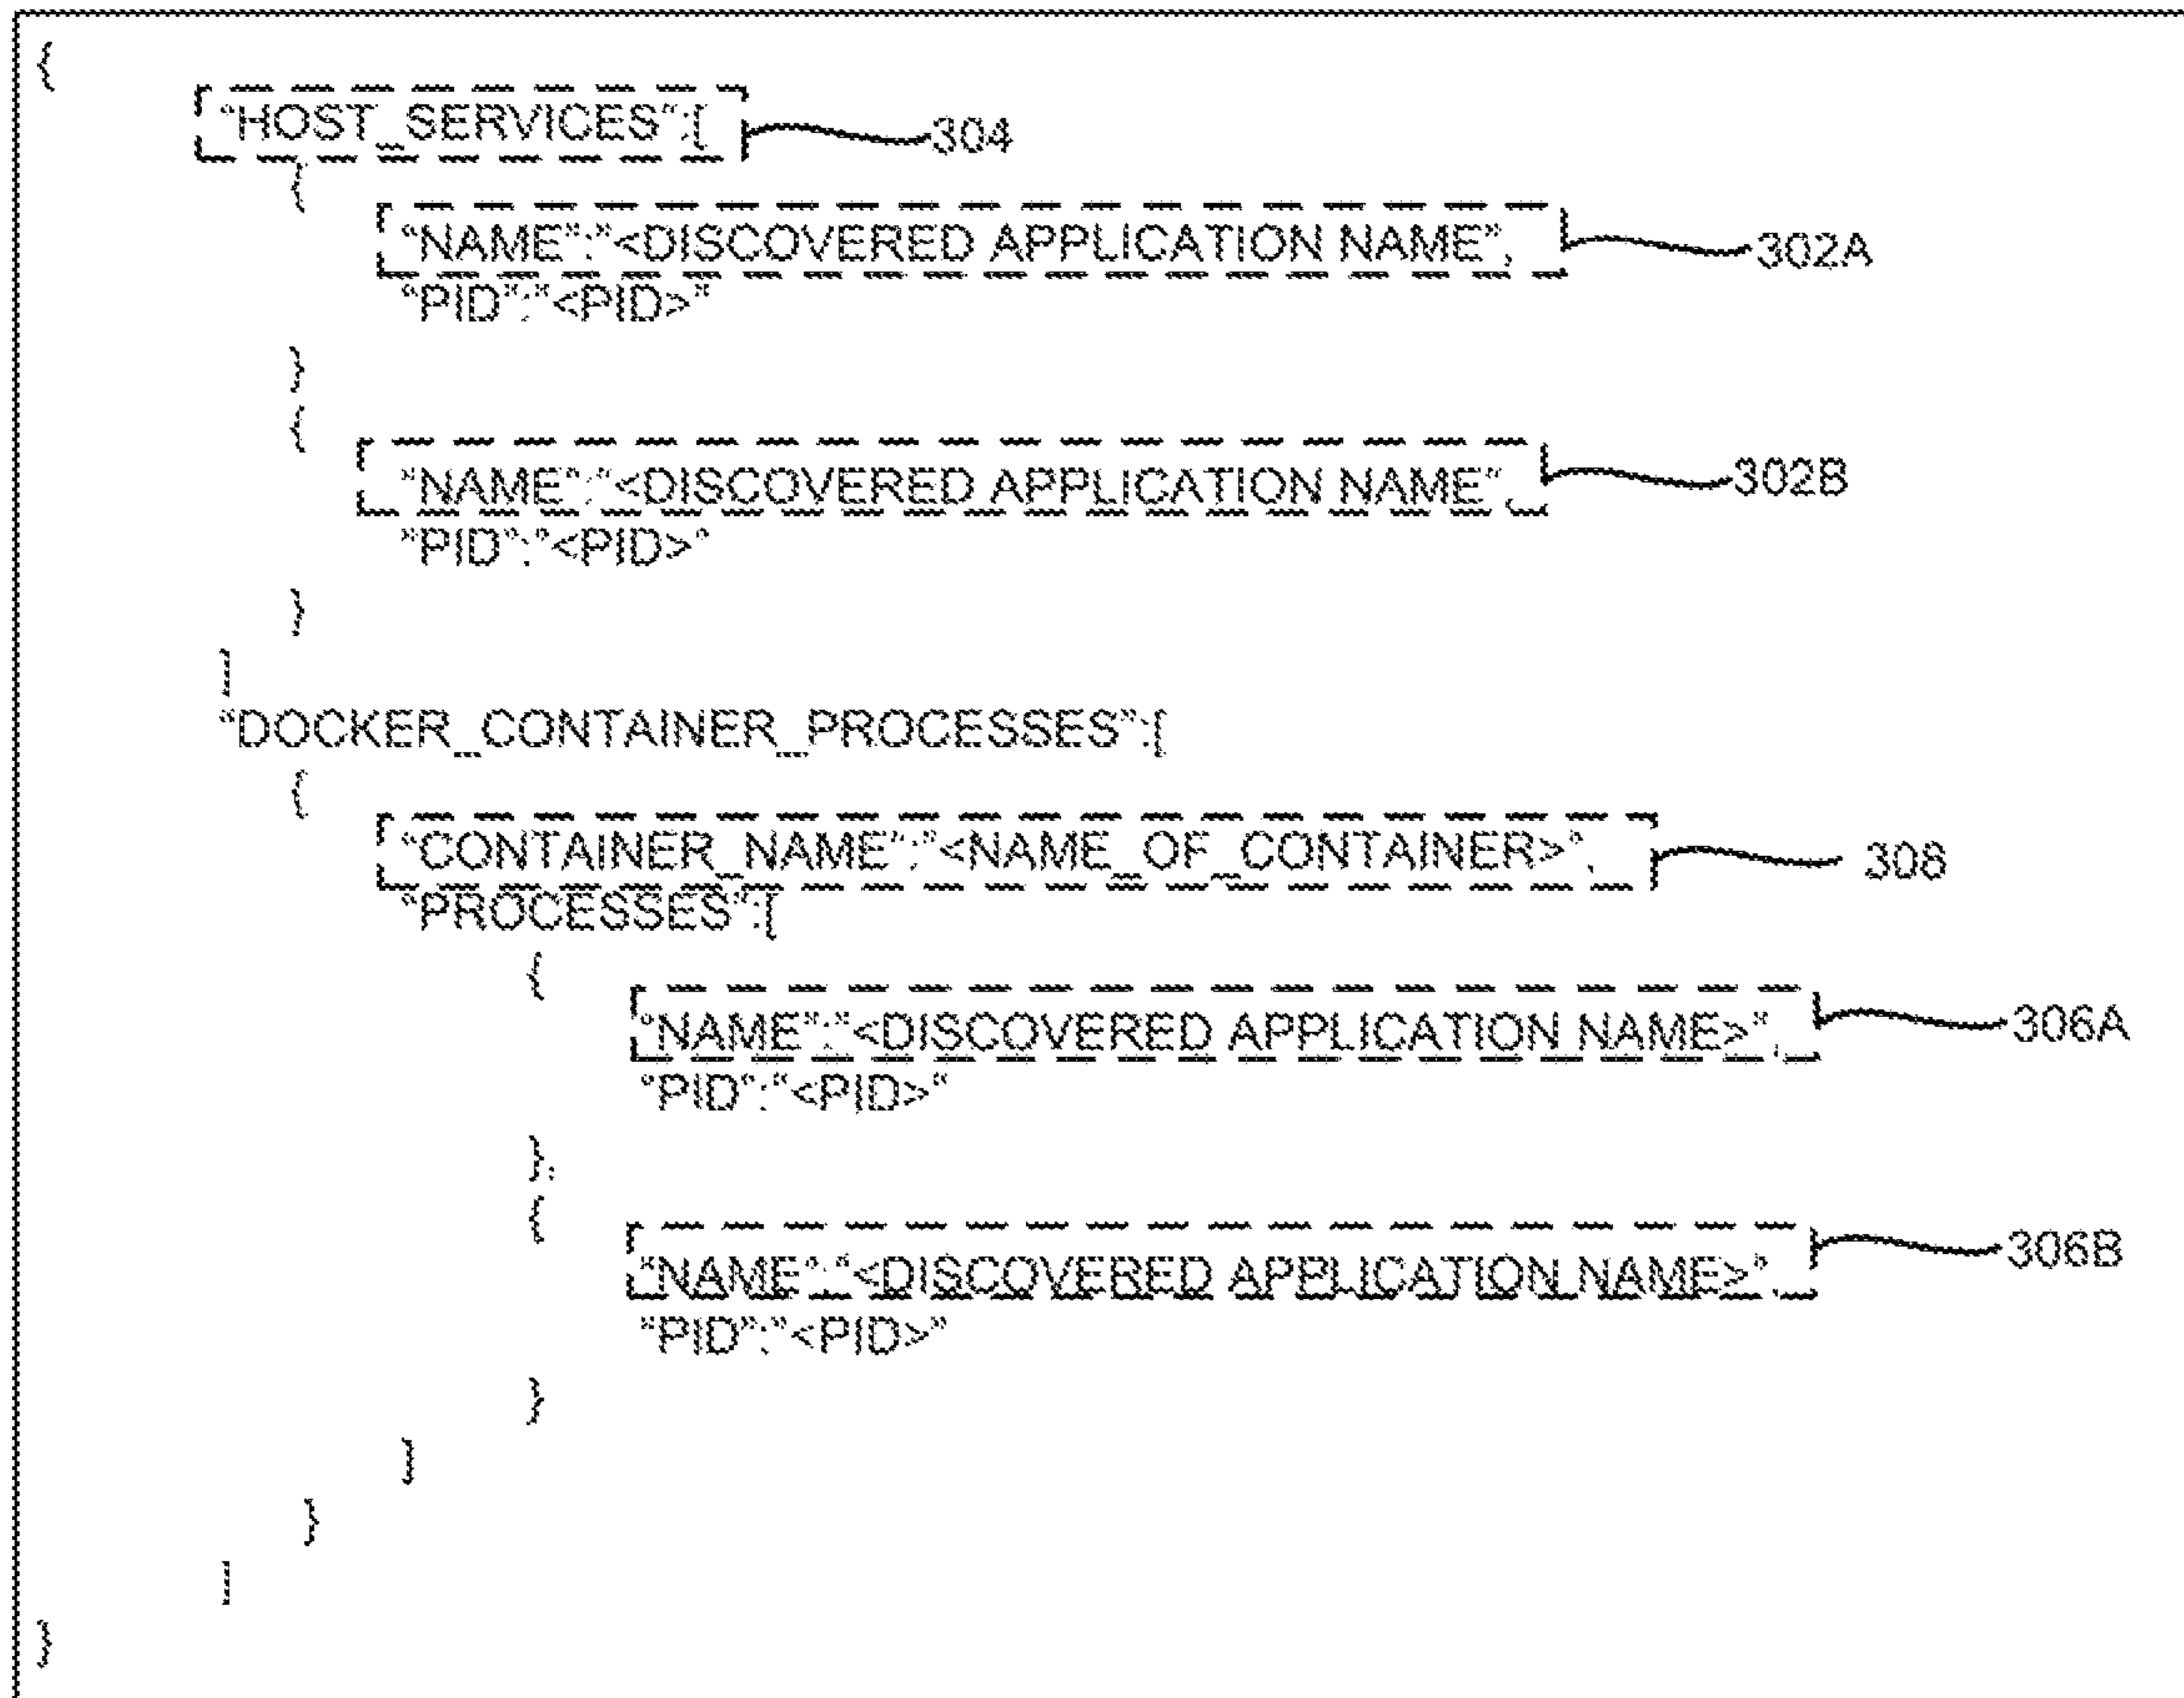 {
"HOST_SERVICES":[ 304
{
"NAME":"<DISCOVERED APPLICATION NAME", 302A
"PID":"<PID>"
}
{
"NAME":"<DISCOVERED APPLICATION NAME", 302B
"PID":"<PID>"
}
]
"DOCKER_CONTAINER_PROCESSES":[
{
"CONTAINER_NAME":"<NAME_OF_CONTAINER>", 308
"PROCESSES":[
{
"NAME":"<DISCOVERED APPLICATION NAME>", 306A
"PID":"<PID>"
},
{
"NAME":"<DISCOVERED APPLICATION NAME>", 306B
"PID":"<PID>"
}
]
}
]
}